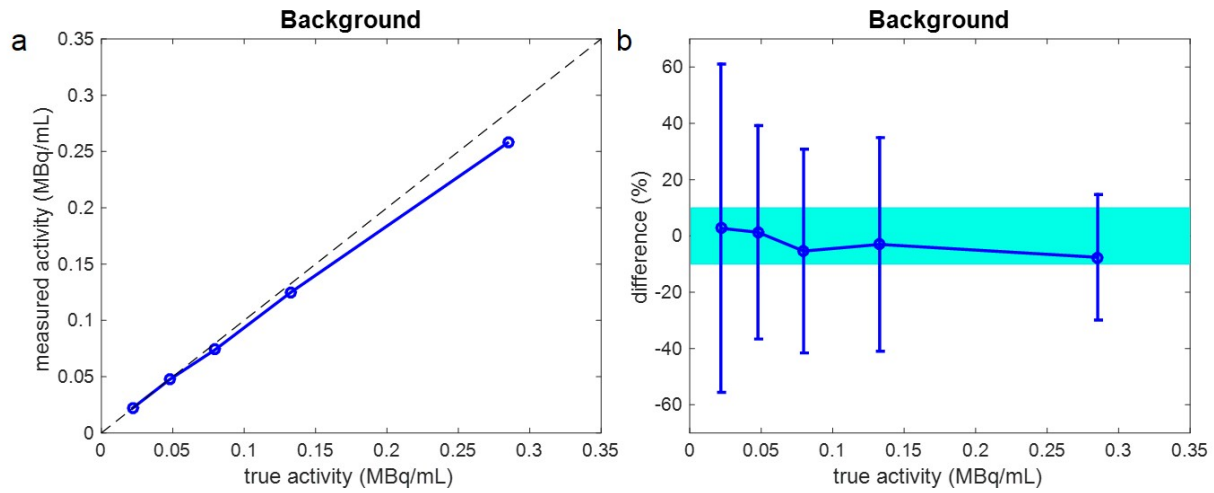 a
Background
measured activity (MBq/mL)
0.35
0.3
0.25
0.2
0.15
0.1
0.05
0
0 0.05 0.1 0.15 0.2 0.25 0.3 0.35
true activity (MBq/mL)
b
Background
difference (%)
60
40
20
0
-20
-40
-60
0 0.05 0.1 0.15 0.2 0.25 0.3 0.35
true activity (MBq/mL)